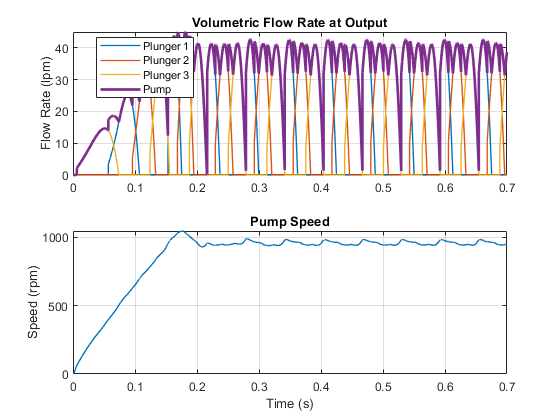 Volumetric Flow Rate at Output
Flow Rate (lpm)
40
30
20
10
0
Plunger 1
Plunger 2
Plunger 3
Pump
0 0.1 0.2 0.3 0.4 0.5 0.6 0.7
Pump Speed
Speed (rpm)
1000
500
0
0 0.1 0.2 0.3 0.4 0.5 0.6 0.7
Time (s)